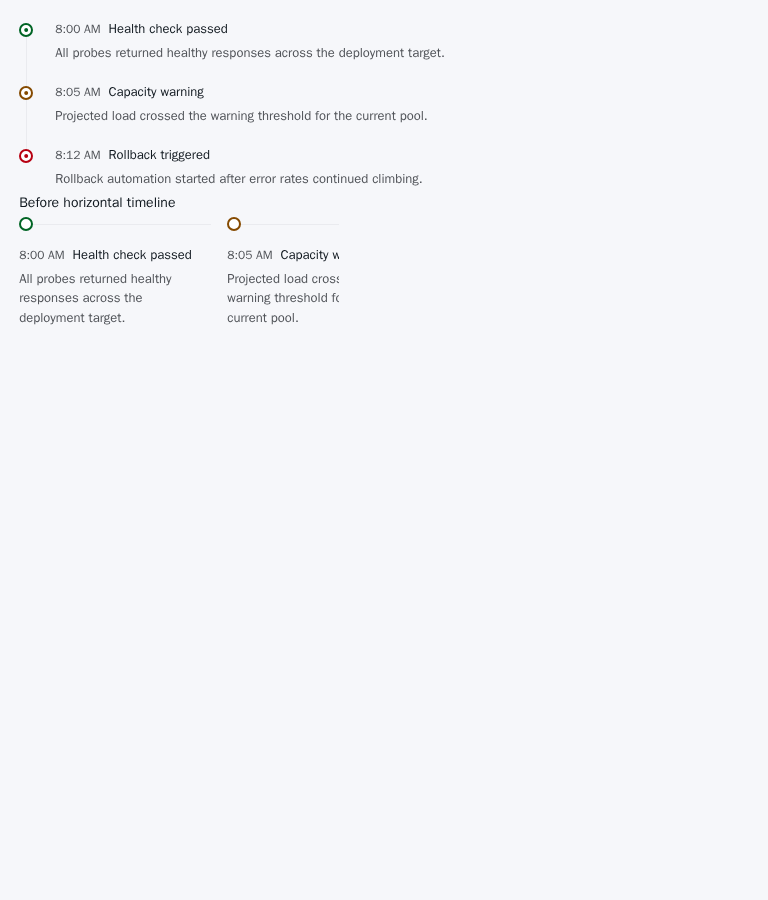 8:00 AM Health check passed
All probes returned healthy responses across the deployment target.
8:05 AM Capacity warning
Projected load crossed the warning threshold for the current pool.
8:12 AM Rollback triggered
Rollback automation started after error rates continued climbing.
Before horizontal timeline
8:00 AM Health check passed
All probes returned healthy
responses across the
deployment target.
8:05 AM Capacity w
Projected load cros
warning threshold fo
current pool.